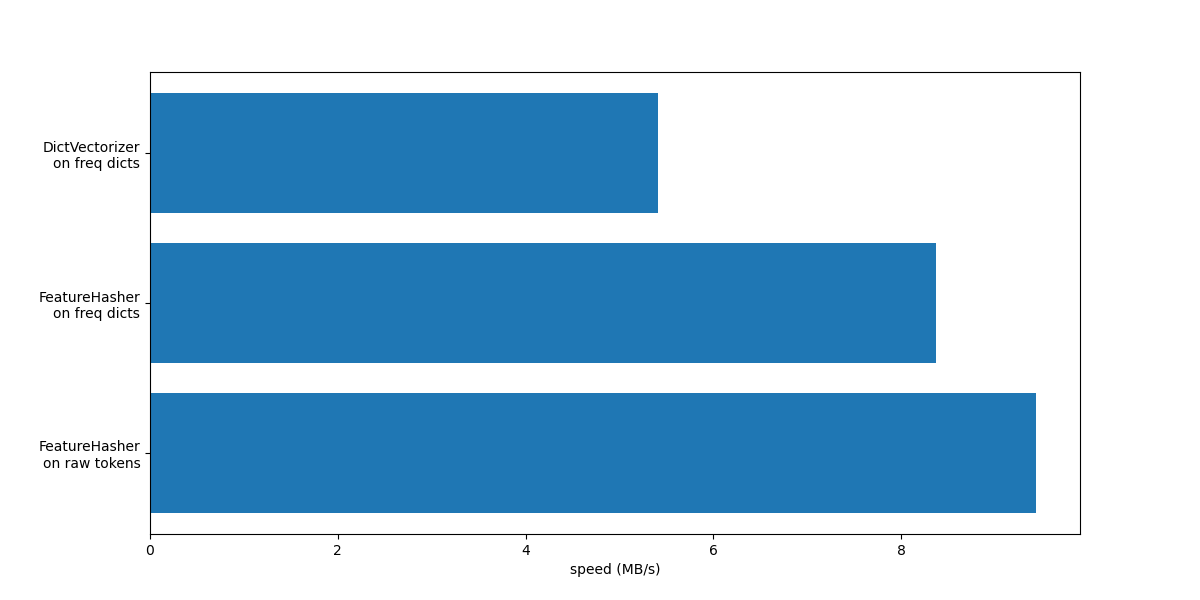 DictVectorizer
on freq dicts
FeatureHasher
on freq dicts
FeatureHasher
on raw tokens
0 2 4 6 8
speed (MB/s)